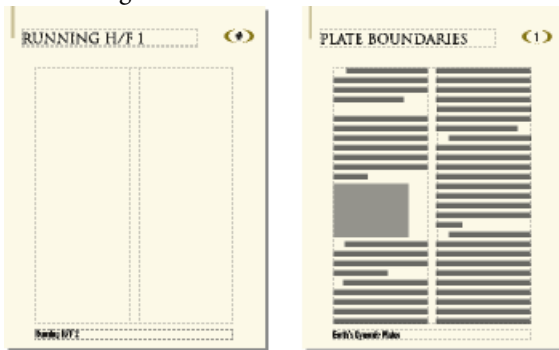 RUNNING H/F 1 #
Running H/F 2
PLATE BOUNDARIES 1
Earth's Dynamic Plates